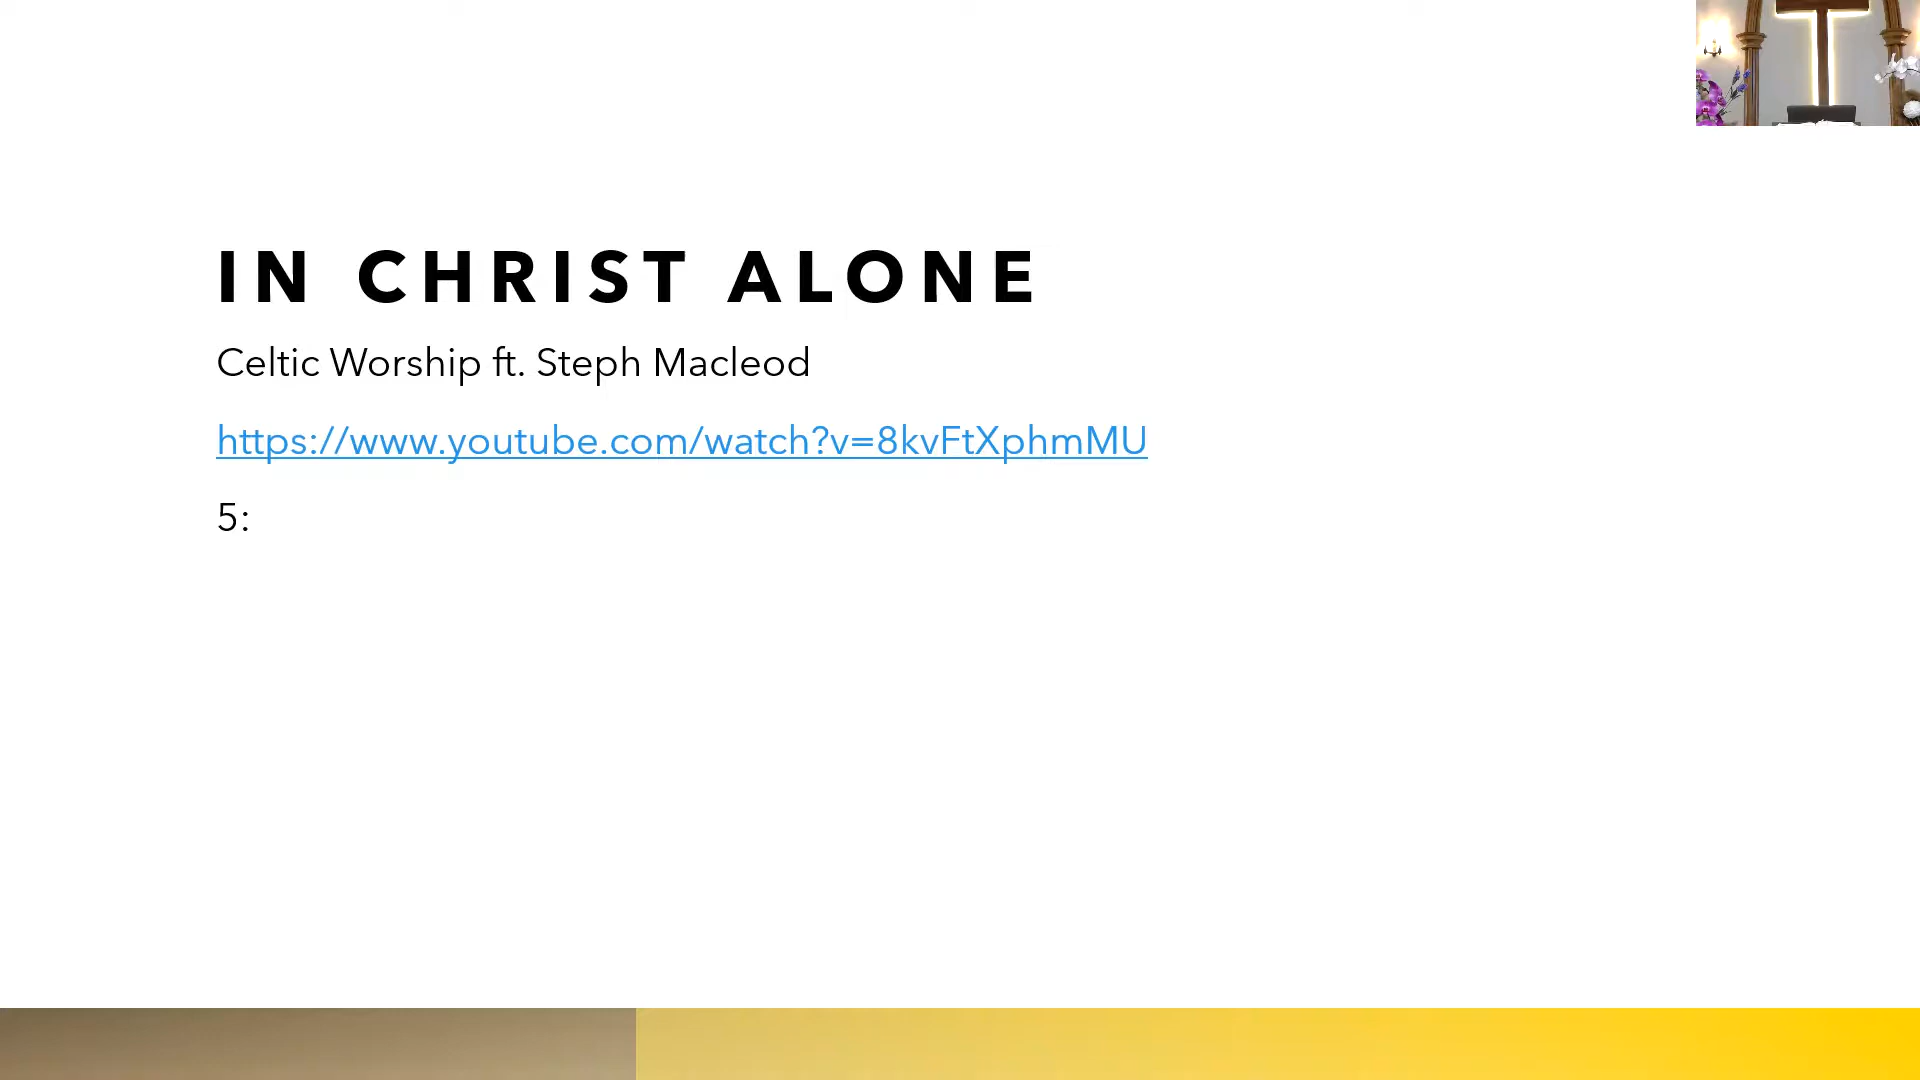 IN CHRIST ALONE
Celtic Worship ft. Steph Macleod
https://www.youtube.com/watch?v=8kvFtXphmMU
5: